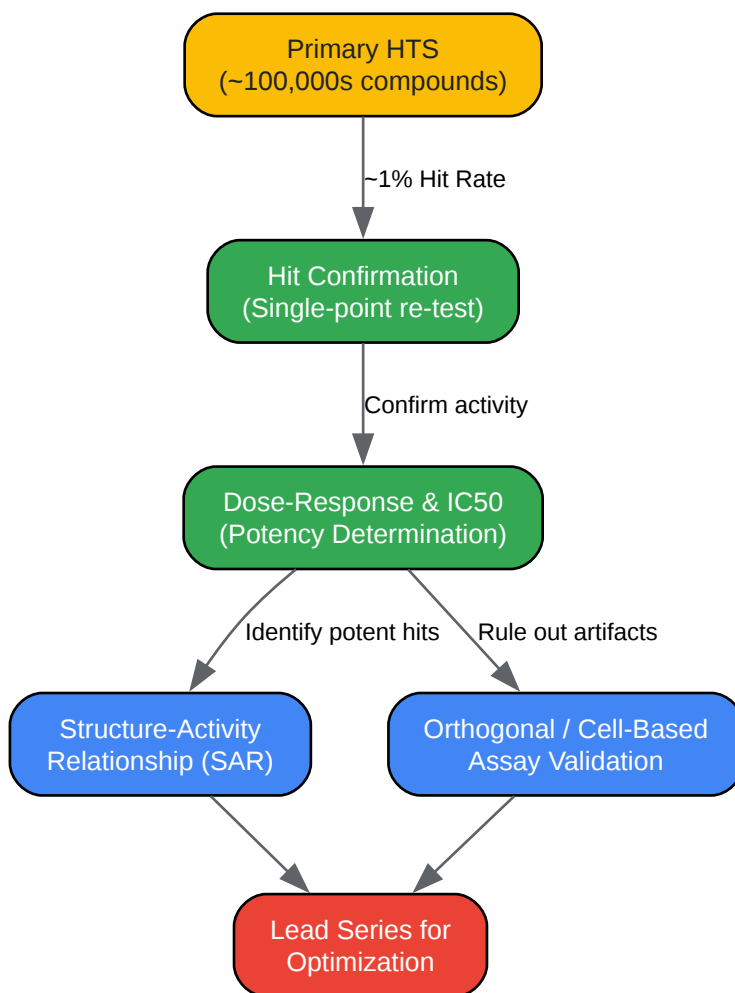 Primary HTS
(~100,000s compounds)
~1% Hit Rate
Hit Confirmation
(Single-point re-test)
Confirm activity
Dose-Response & IC50
(Potency Determination)
Identify potent hits
Rule out artifacts
Structure-Activity
Relationship (SAR)
Orthogonal / Cell-Based
Assay Validation
Lead Series for
Optimization